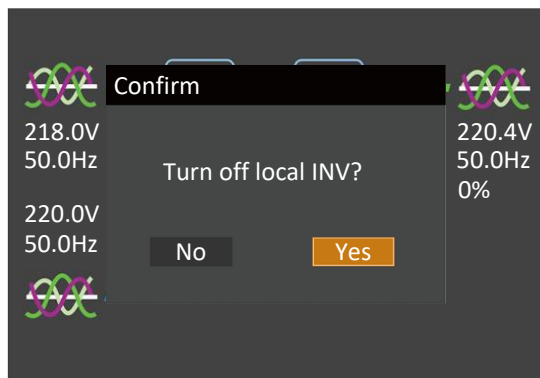 Confirm
218.0V
50.0Hz
220.4V
50.0Hz
0%
Turn off local INV?
220.0V
50.0Hz
No
Yes